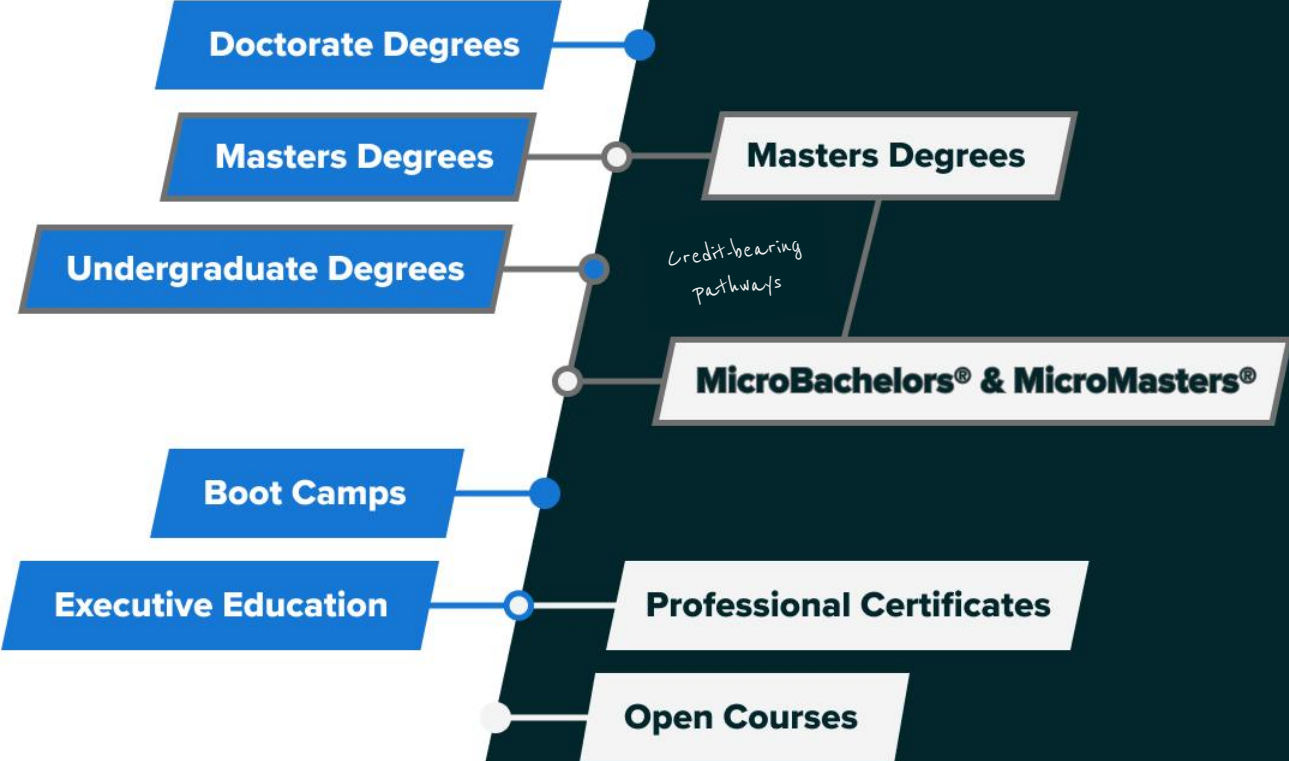 Doctorate Degrees
Masters Degrees
Masters Degrees
Undergraduate Degrees
Credit-bearing
pathways
MicroBachelors® & MicroMasters®
Boot Camps
Executive Education
Professional Certificates
Open Courses